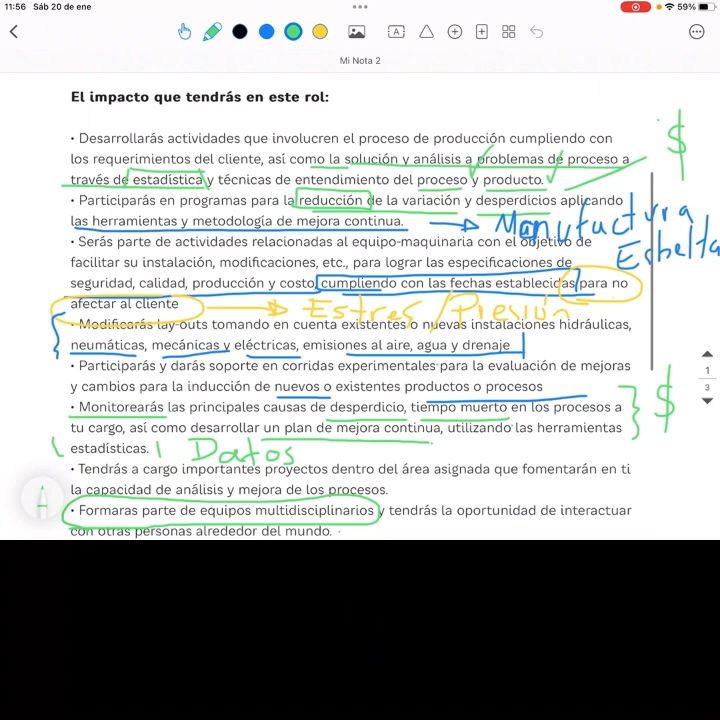 11:56 Sáb 20 de ene
59%
Mi Nota 2
El impacto que tendrás en este rol:
• Desarrollarás actividades que involucren el proceso de producción cumpliendo con
los requerimientos del cliente, así como la solución y análisis a problemas de proceso a
través de estadística y técnicas de entendimiento del proceso y producto.
$
• Participarás en programas para la reducción de la variación y desperdicios aplicando
las herramientas y metodología de mejora continua.
Manufactura
Esbelta
• Serás parte de actividades relacionadas al equipo-maquinaria con el objetivo de
facilitar su instalación, modificaciones, etc., para lograr las especificaciones de
seguridad, calidad, producción y costo, cumpliendo con las fechas establecidas para no
afectar al cliente
Estres/Presión
• Modificarás lay-outs tomando en cuenta existentes o nuevas instalaciones hidráulicas,
neumáticas, mecánicas y eléctricas, emisiones al aire, agua y drenaje
• Participarás y darás soporte en corridas experimentales para la evaluación de mejoras
y cambios para la inducción de nuevos o existentes productos o procesos
1
3
• Monitorearás las principales causas de desperdicio, tiempo muerto en los procesos a
tu cargo, así como desarrollar un plan de mejora continua, utilizando las herramientas
estadísticas.
$
Datos
• Tendrás a cargo importantes proyectos dentro del área asignada que fomentarán en ti
la capacidad de análisis y mejora de los procesos.
• Formaras parte de equipos multidisciplinarios y tendrás la oportunidad de interactuar
con otras personas alrededor del mundo.